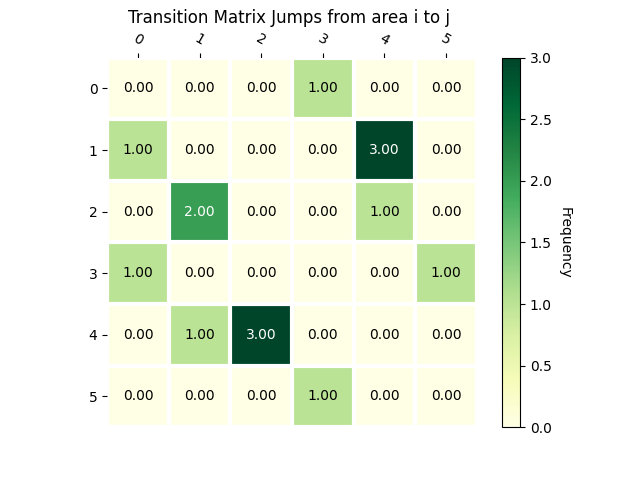 Transition Matrix Jumps from area i to j
0 1 2 3 4 5
0 0.00 0.00 0.00 1.00 0.00 0.00
1 1.00 0.00 0.00 0.00 3.00 0.00
2 0.00 2.00 0.00 0.00 1.00 0.00
3 1.00 0.00 0.00 0.00 0.00 1.00
4 0.00 1.00 3.00 0.00 0.00 0.00
5 0.00 0.00 0.00 1.00 0.00 0.00
3.0
2.5
2.0
1.5
1.0
0.5
0.0
Frequency